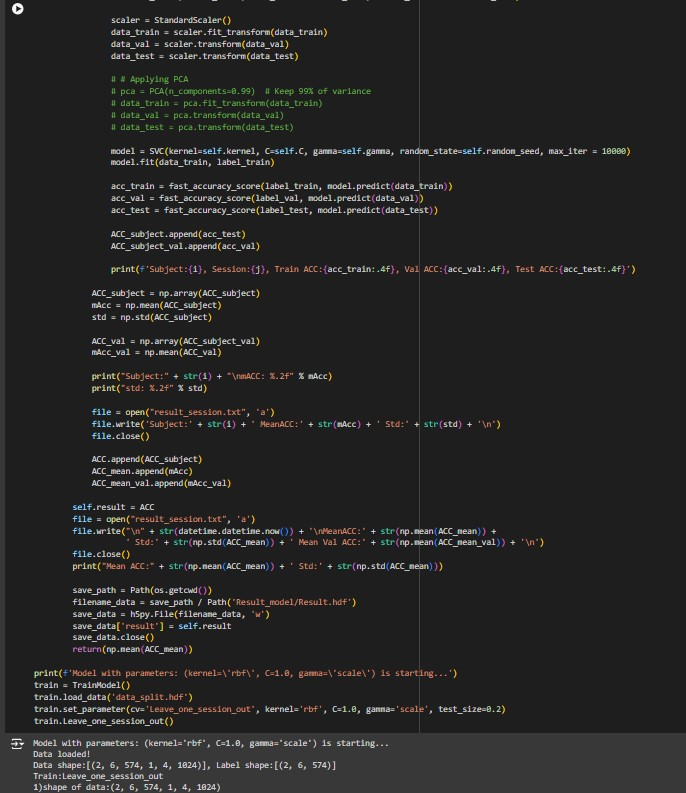 scaler = StandardScaler()
data_train = scaler.fit_transform(data_train)
data_val = scaler.transform(data_val)
data_test = scaler.transform(data_test)
# # Applying PCA
# pca = PCA(n_components=0.99)  # Keep 99% of variance
# data_train = pca.fit_transform(data_train)
# data_val = pca.transform(data_val)
# data_test = pca.transform(data_test)
model = SVC(kernel=self.kernel, C=self.C, gamma=self.gamma, random_state=self.random_seed, max_iter = 10000)
model.fit(data_train, label_train)
acc_train = fast_accuracy_score(label_train, model.predict(data_train))
acc_val = fast_accuracy_score(label_val, model.predict(data_val))
acc_test = fast_accuracy_score(label_test, model.predict(data_test))
ACC_subject.append(acc_test)
ACC_subject_val.append(acc_val)
print(f'Subject:{i}, Session:{j}, Train ACC:{acc_train:.4f}, Val ACC:{acc_val:.4f}, Test ACC:{acc_test:.4f}')
ACC_subject = np.array(ACC_subject)
mAcc = np.mean(ACC_subject)
std = np.std(ACC_subject)
ACC_val = np.array(ACC_subject_val)
mAcc_val = np.mean(ACC_val)
print("Subject:" + str(i) + "\nmACC: %.2f" % mAcc)
print("std: %.2f" % std)
file = open("result_session.txt", 'a')
file.write('Subject:' + str(i) + ' MeanACC:' + str(mAcc) + ' Std:' + str(std) + '\n')
file.close()
ACC.append(ACC_subject)
ACC_mean.append(mAcc)
ACC_mean_val.append(mAcc_val)
self.result = ACC
file = open("result_session.txt", 'a')
file.write("\n" + str(datetime.datetime.now()) + '\nMeanACC:' + str(np.mean(ACC_mean)) +
' Std:' + str(np.std(ACC_mean)) + ' Mean Val ACC:' + str(np.mean(ACC_mean_val)) + '\n')
file.close()
print("Mean ACC:" + str(np.mean(ACC_mean)) + ' Std:' + str(np.std(ACC_mean)))
save_path = Path(os.getcwd())
filename_data = save_path / Path('Result_model/Result.hdf')
save_data = h5py.File(filename_data, 'w')
save_data['result'] = self.result
save_data.close()
return(np.mean(ACC_mean))
print(f'Model with parameters: (kernel=\'rbf\', C=1.0, gamma=\'scale\') is starting...')
train = TrainModel()
train.load_data('data_split.hdf')
train.set_parameter(cv='Leave_one_session_out', kernel='rbf', C=1.0, gamma='scale', test_size=0.2)
train.Leave_one_session_out()
Model with parameters: (kernel='rbf', C=1.0, gamma='scale') is starting...
Data loaded!
Data shape:[(2, 6, 574, 1, 4, 1024)], Label shape:[(2, 6, 574)]
Train:Leave_one_session_out
1)shape of data:(2, 6, 574, 1, 4, 1024)